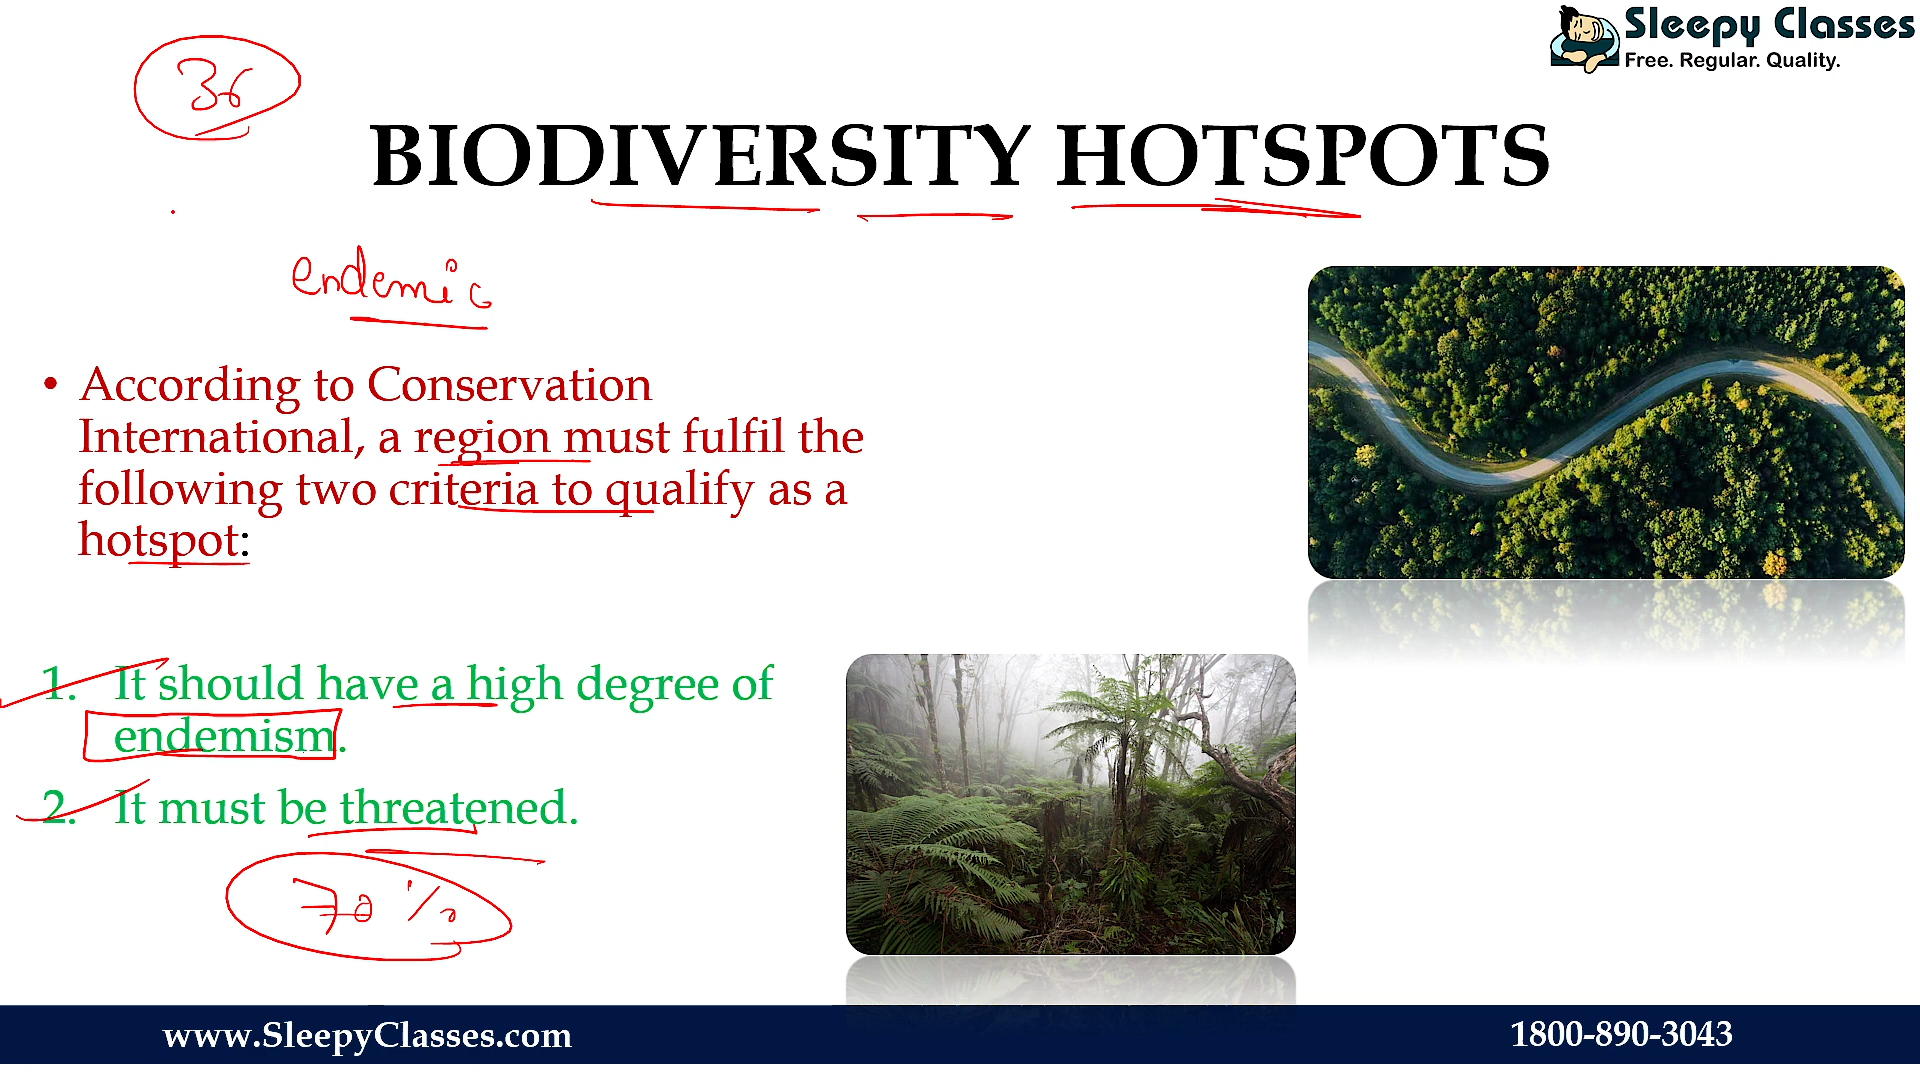 Sleepy Classes
Free. Regular. Quality.
36
BIODIVERSITY HOTSPOTS
endemic
• According to Conservation
International, a region must fulfil the
following two criteria to qualify as a
hotspot:
1. It should have a high degree of
endemism.
2. It must be threatened.
70 %
www.SleepyClasses.com
1800-890-3043